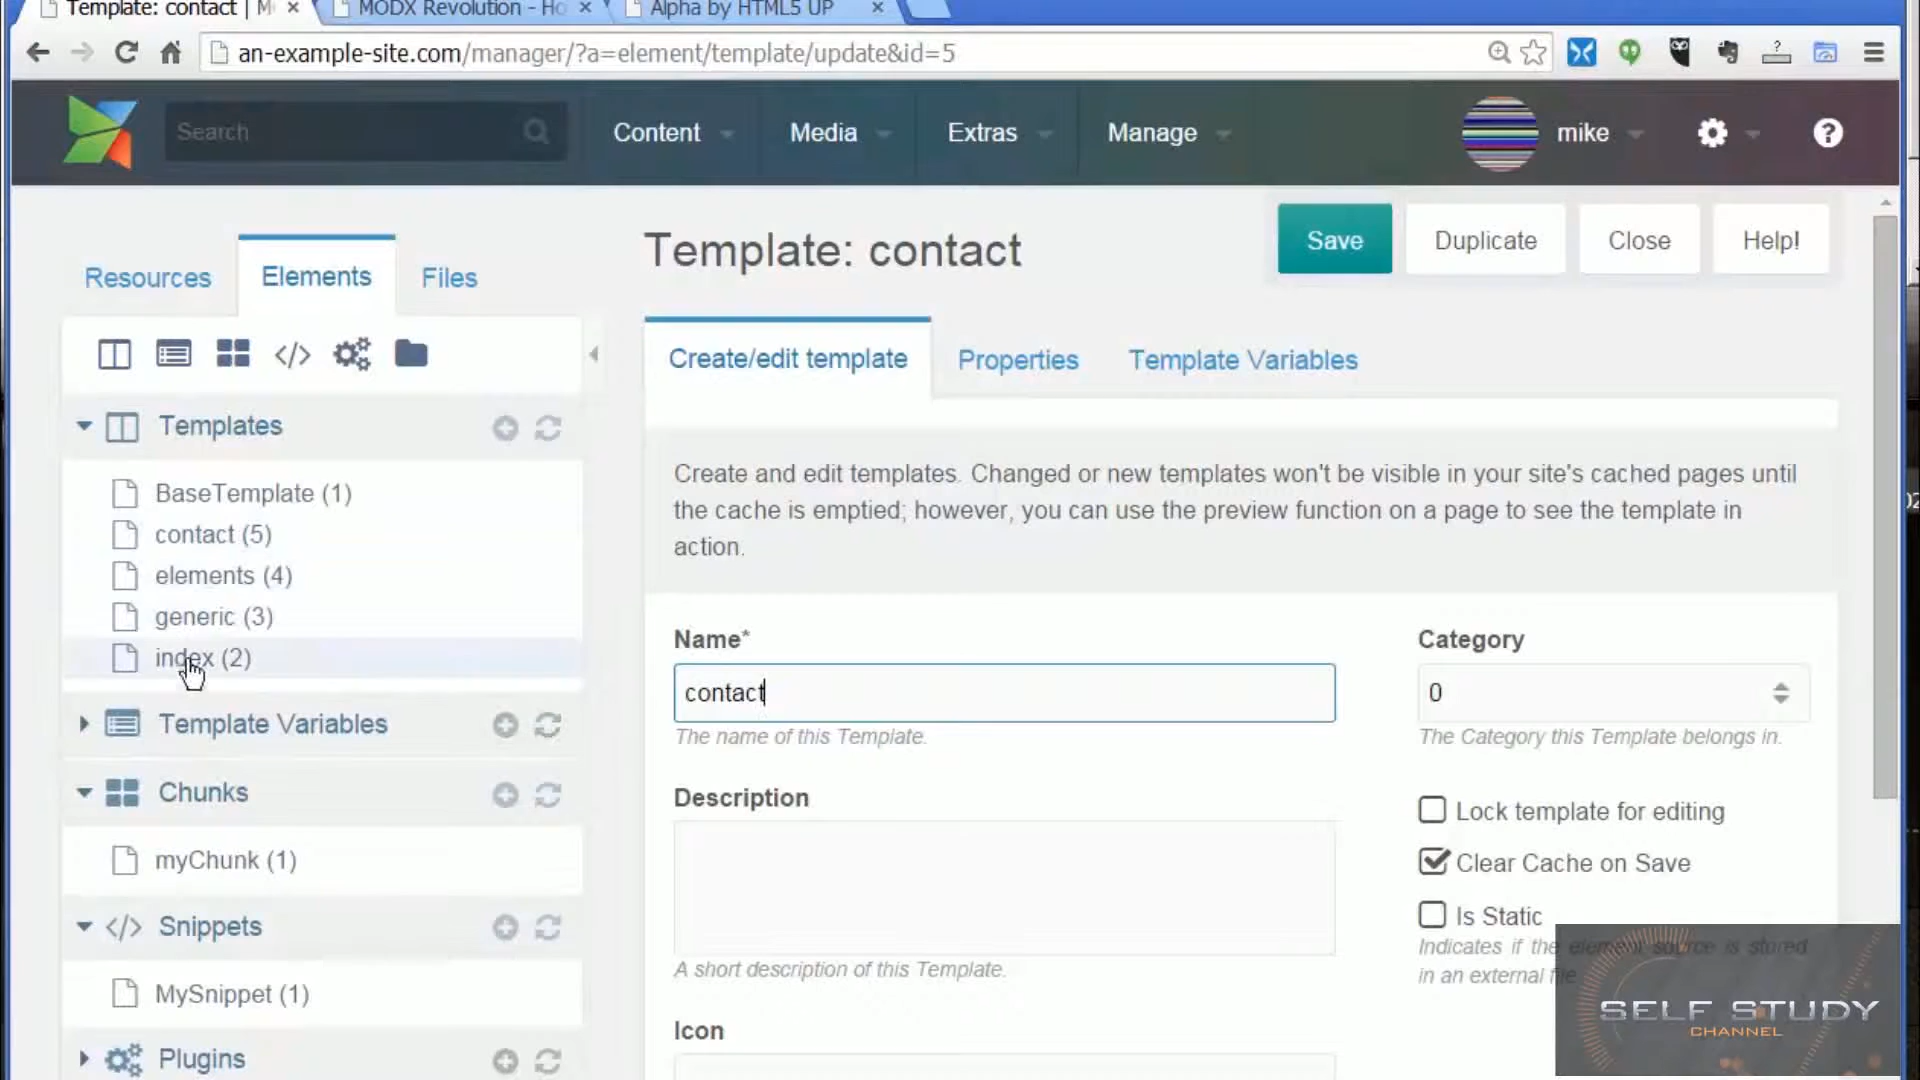 Template: contact | M
MODX Revolution - Ho
Alpha by HTML5 UP
an-example-site.com/manager/?a=element/template/update&id=5
Search
Content
Media
Extras
Manage
mike
Resources
Elements
Files
Template: contact
Save
Duplicate
Close
Help!
Create/edit template
Properties
Template Variables
Templates
BaseTemplate (1)
contact (5)
elements (4)
generic (3)
index (2)
Template Variables
Chunks
myChunk (1)
Snippets
MySnippet (1)
Plugins
Create and edit templates. Changed or new templates won't be visible in your site's cached pages until
the cache is emptied; however, you can use the preview function on a page to see the template in
action.
Name*
contact
The name of this Template.
Category
0
The Category this Template belongs in.
Description
A short description of this Template.
Lock template for editing
Clear Cache on Save
Is Static
Indicates if the element source is stored
in an external file
Icon
SELF STUDY
CHANNEL